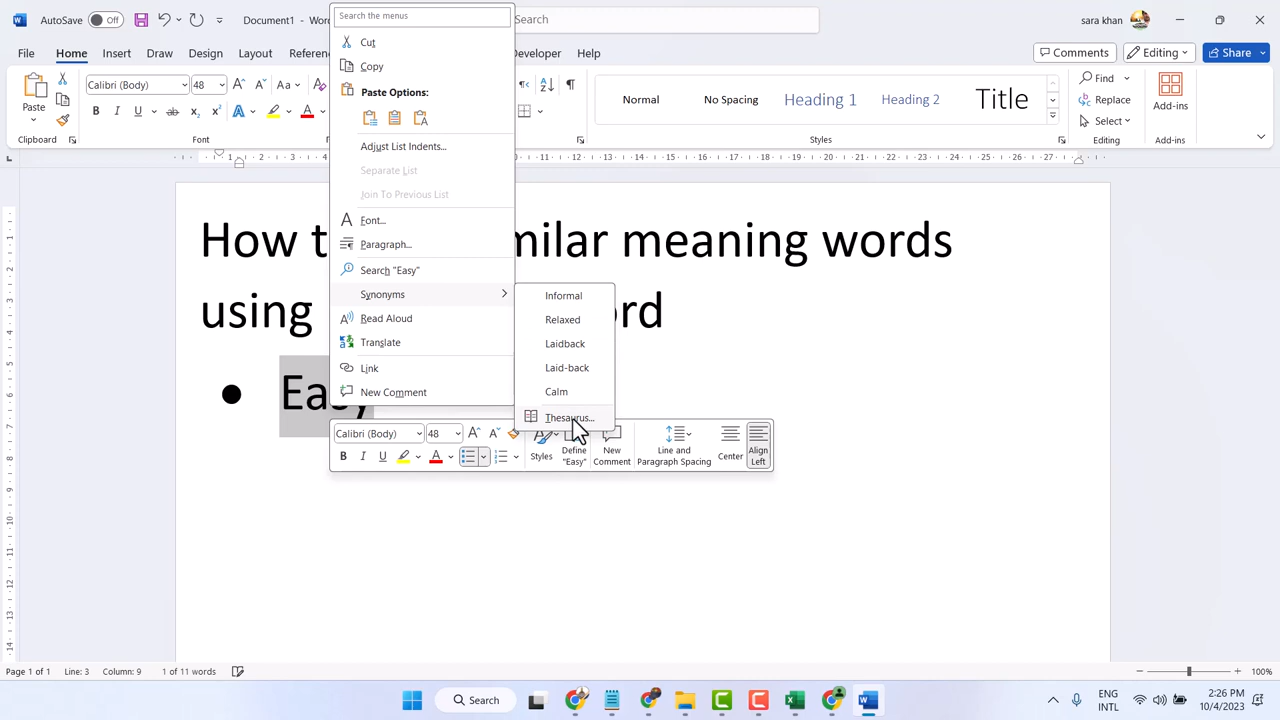 AutoSave Off Document1 - Wor Search sara khan
File Home Insert Draw Design Layout Developer Help Comments Editing Share
Calibri (Body) 48 Aa
Paste
B I U ab x x A A
Clipboard Font
Normal No Spacing Heading 1 Heading 2 Title
Styles
Find
Replace
Select
Editing
Add-ins
Add-ins
Search the menus
Cut
Copy
Paste Options:
Adjust List Indents...
Separate List
Join To Previous List
Font...
Paragraph...
Search "Easy"
Synonyms
Read Aloud
Translate
Link
New Comment
Informal
Relaxed
Laidback
Laid-back
Calm
Thesaurus...
How t milar meaning words
using rd
• Easy
Calibri (Body) 48
B I U A
Styles
Define "Easy"
New Comment
Line and Paragraph Spacing
Center
Align Left
Page 1 of 1 Line: 3 Column: 9 1 of 11 words 100%
Search
ENG
INTL
2:26 PM
10/4/2023